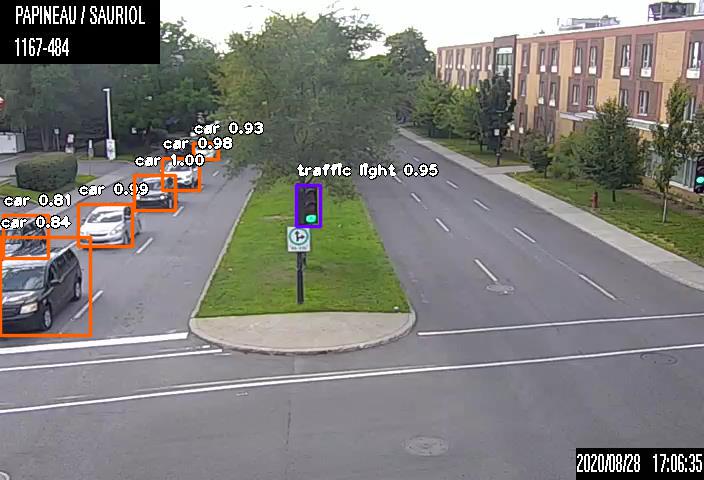 PAPINEAU / SAURIOL
1167-484
car 0.93
car 0.98
car 1.00
car 0.99
car 0.81
car 0.84
traffic light 0.95
2020/08/28 17:06:35